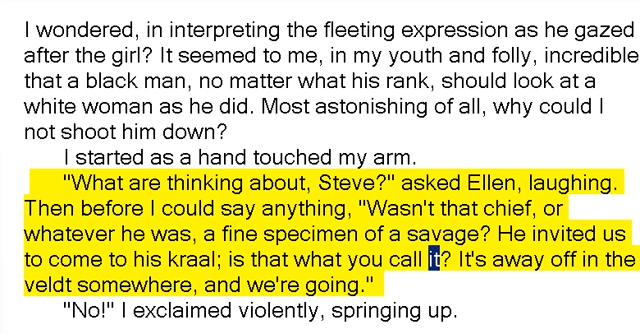 I wondered, in interpreting the fleeting expression as he gazed
after the girl? It seemed to me, in my youth and folly, incredible
that a black man, no matter what his rank, should look at a
white woman as he did. Most astonishing of all, why could I
not shoot him down?
I started as a hand touched my arm.
"What are thinking about, Steve?" asked Ellen, laughing.
Then before I could say anything, "Wasn't that chief, or
whatever he was, a fine specimen of a savage? He invited us
to come to his kraal; is that what you call it? It's away off in the
veldt somewhere, and we're going."
"No!" I exclaimed violently, springing up.